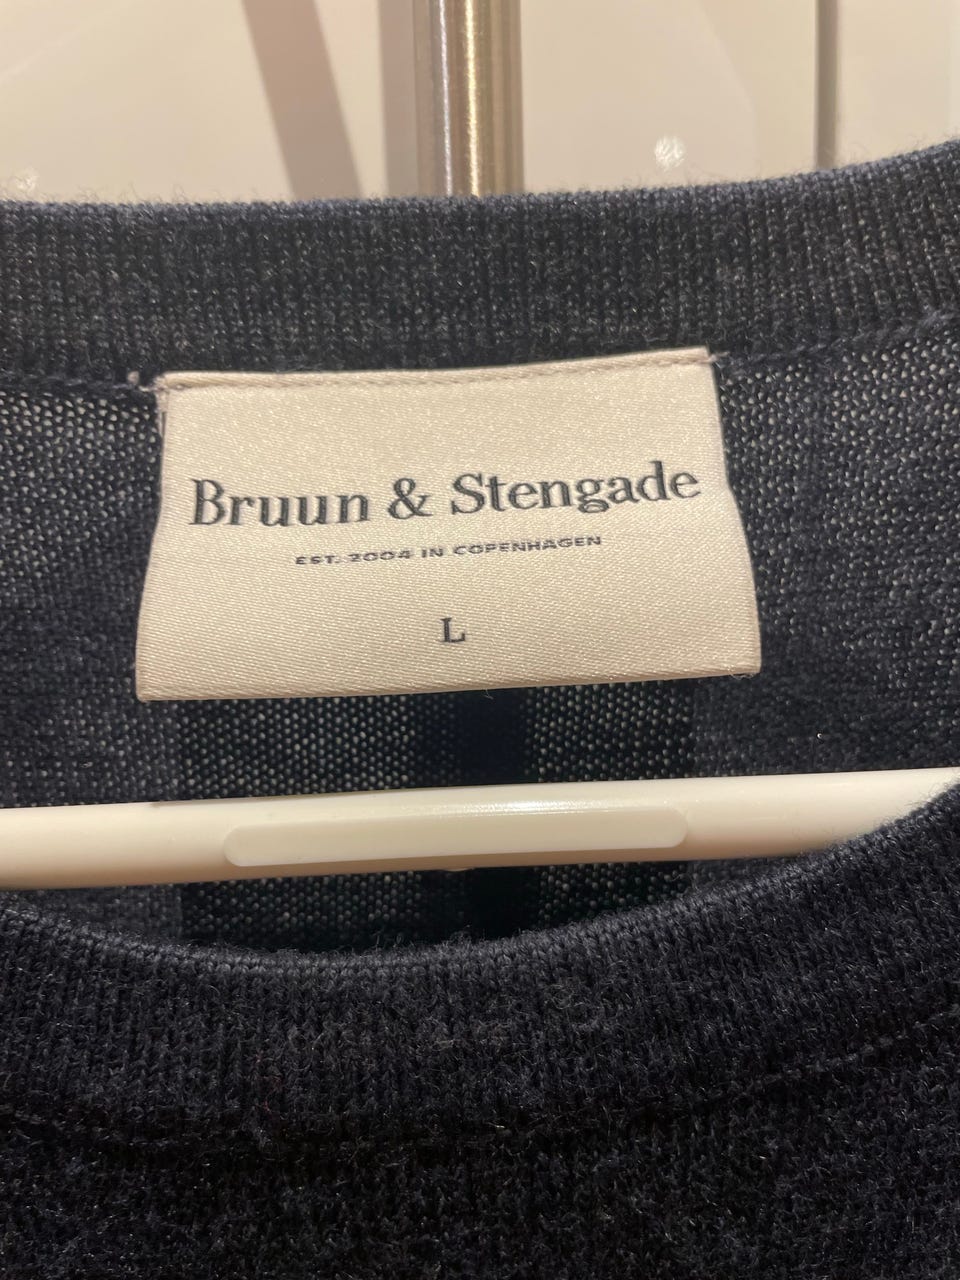 Bruun & Stengade
EST. 2004 IN COPENHAGEN
L